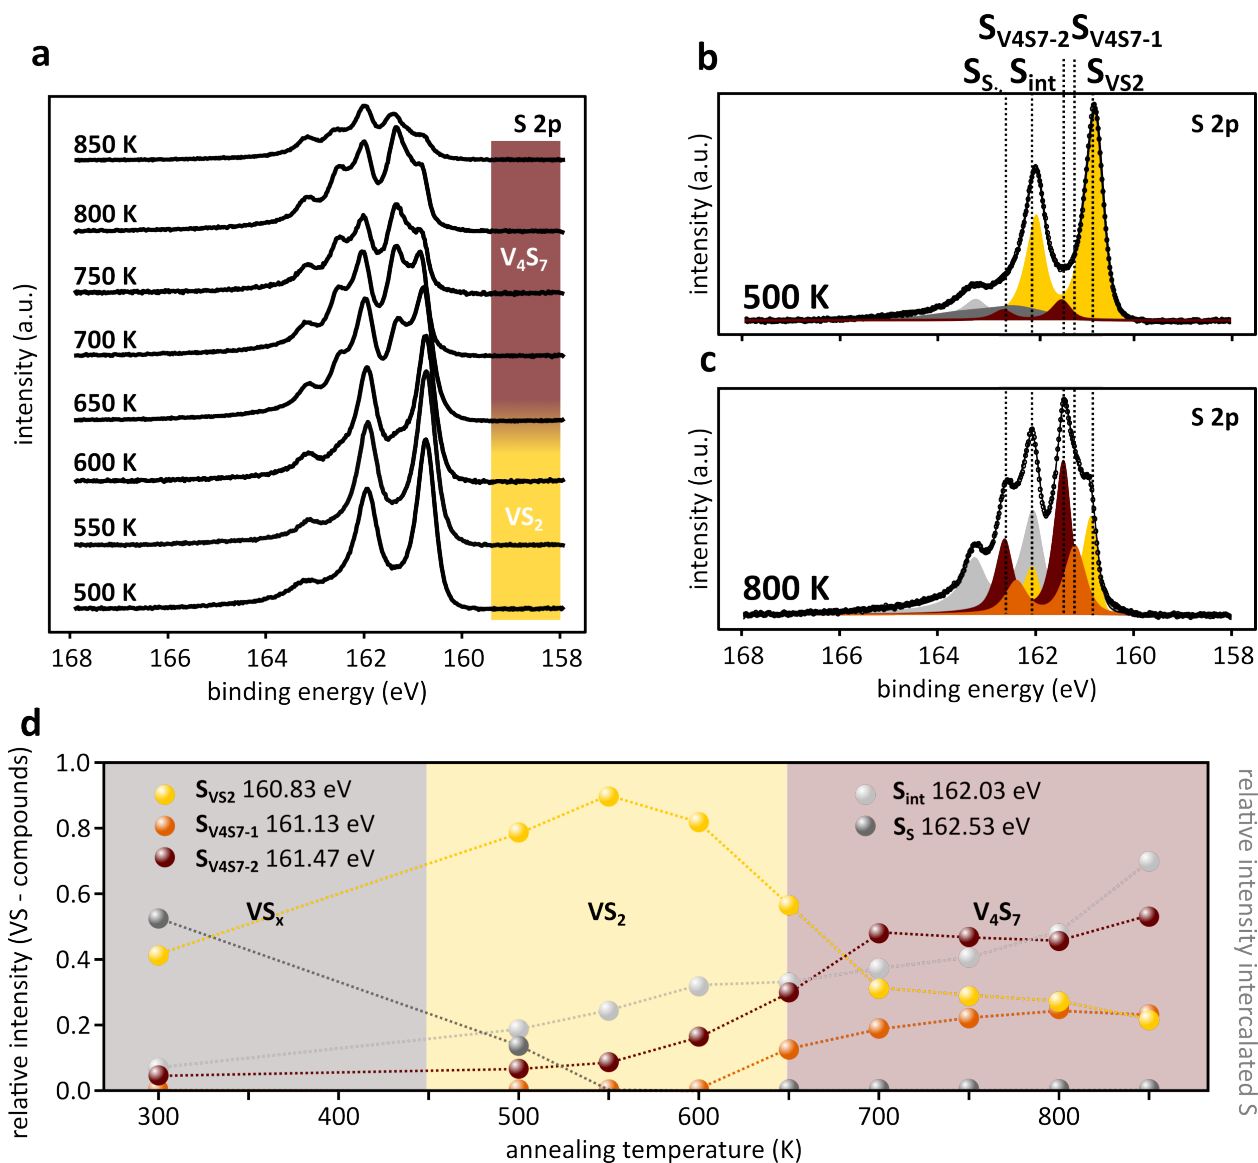 a
S 2p
850 K
800 K
750 K
700 K
650 K
600 K
550 K
500 K
V4S7
VS2
intensity (a.u.)
168 166 164 162 160 158
binding energy (eV)
b
SV4S7-2 SV4S7-1
SS Sint SVS2
S 2p
500 K
intensity (a.u.)
c
S 2p
800 K
intensity (a.u.)
168 166 164 162 160 158
binding energy (eV)
d
relative intensity (VS - compounds)
1.0
0.8
0.6
0.4
0.2
0.0
SVS2 160.83 eV
SV4S7-1 161.13 eV
SV4S7-2 161.47 eV
Sint 162.03 eV
SS 162.53 eV
VSx
VS2
V4S7
300 400 500 600 700 800
annealing temperature (K)
relative intensity intercalated S